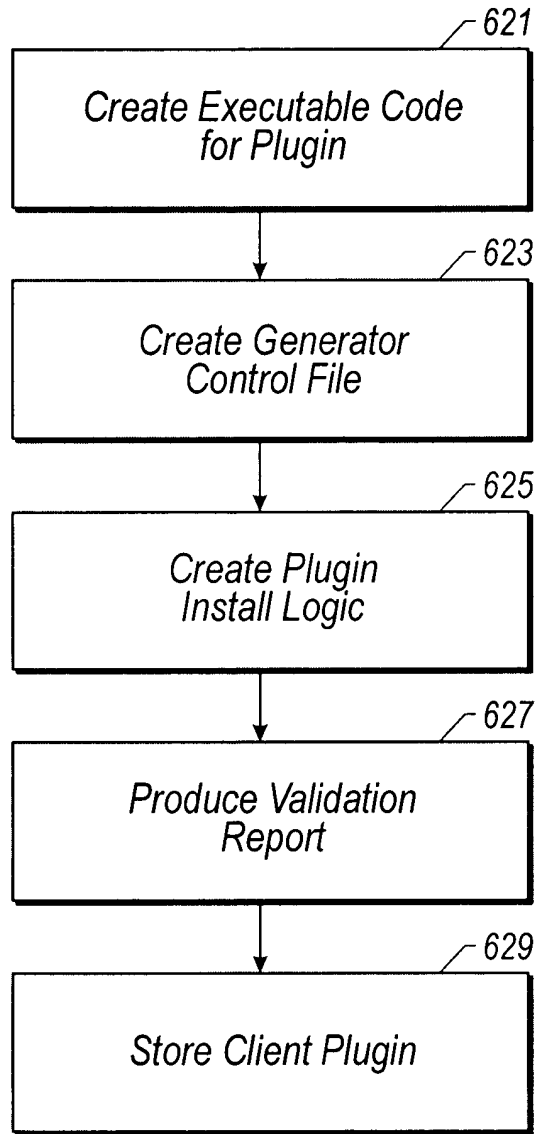 621
Create Executable Code
for Plugin
623
Create Generator
Control File
625
Create Plugin
Install Logic
627
Produce Validation
Report
629
Store Client Plugin